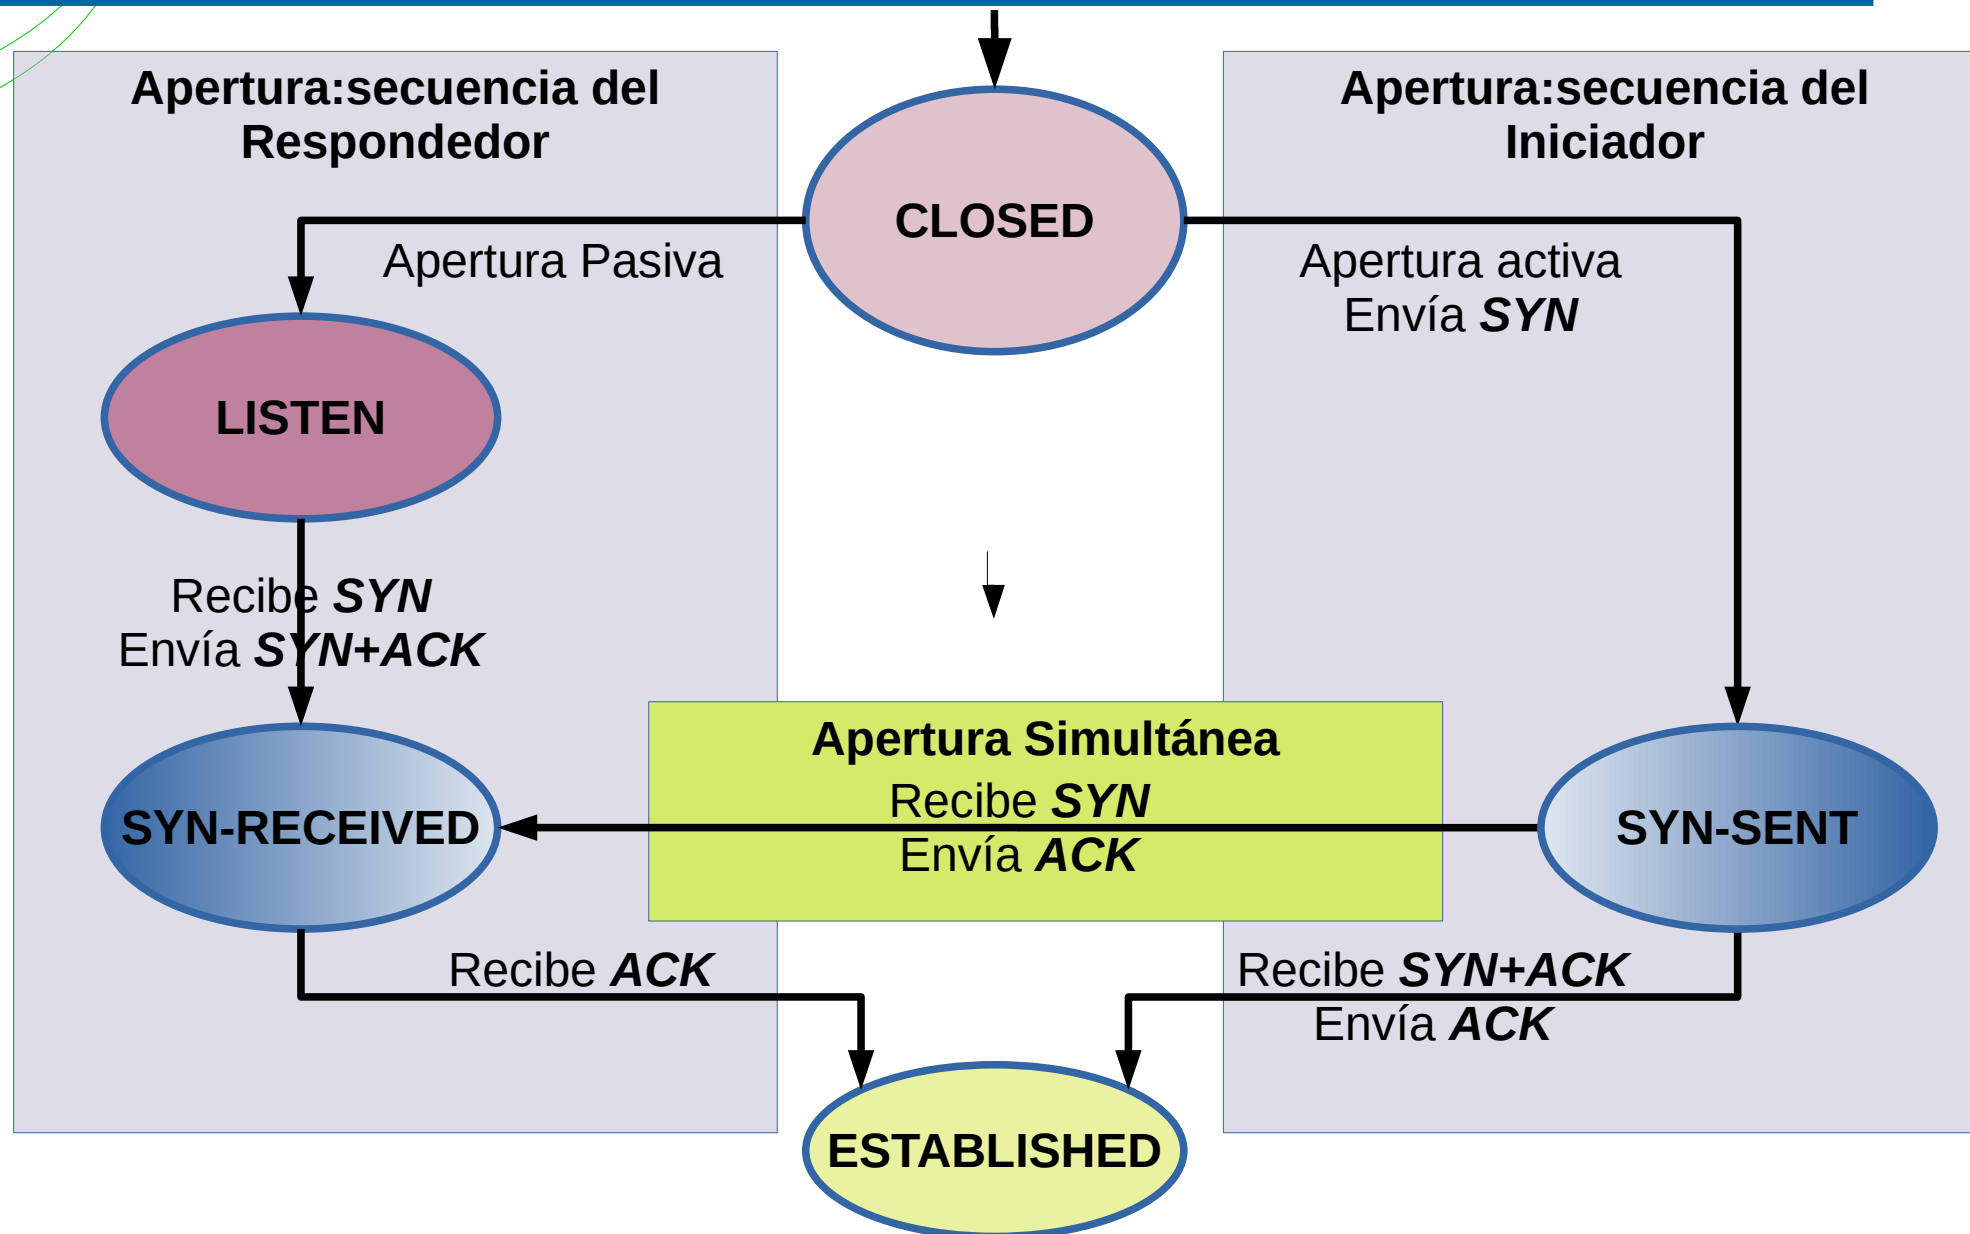 Apertura:secuencia del
Respondedor
Apertura:secuencia del
Iniciador
CLOSED
Apertura Pasiva
Apertura activa
Envía SYN
LISTEN
Recibe SYN
Envía SYN+ACK
Apertura Simultánea
Recibe SYN
Envía ACK
SYN-RECEIVED
SYN-SENT
Recibe ACK
Recibe SYN+ACK
Envía ACK
ESTABLISHED